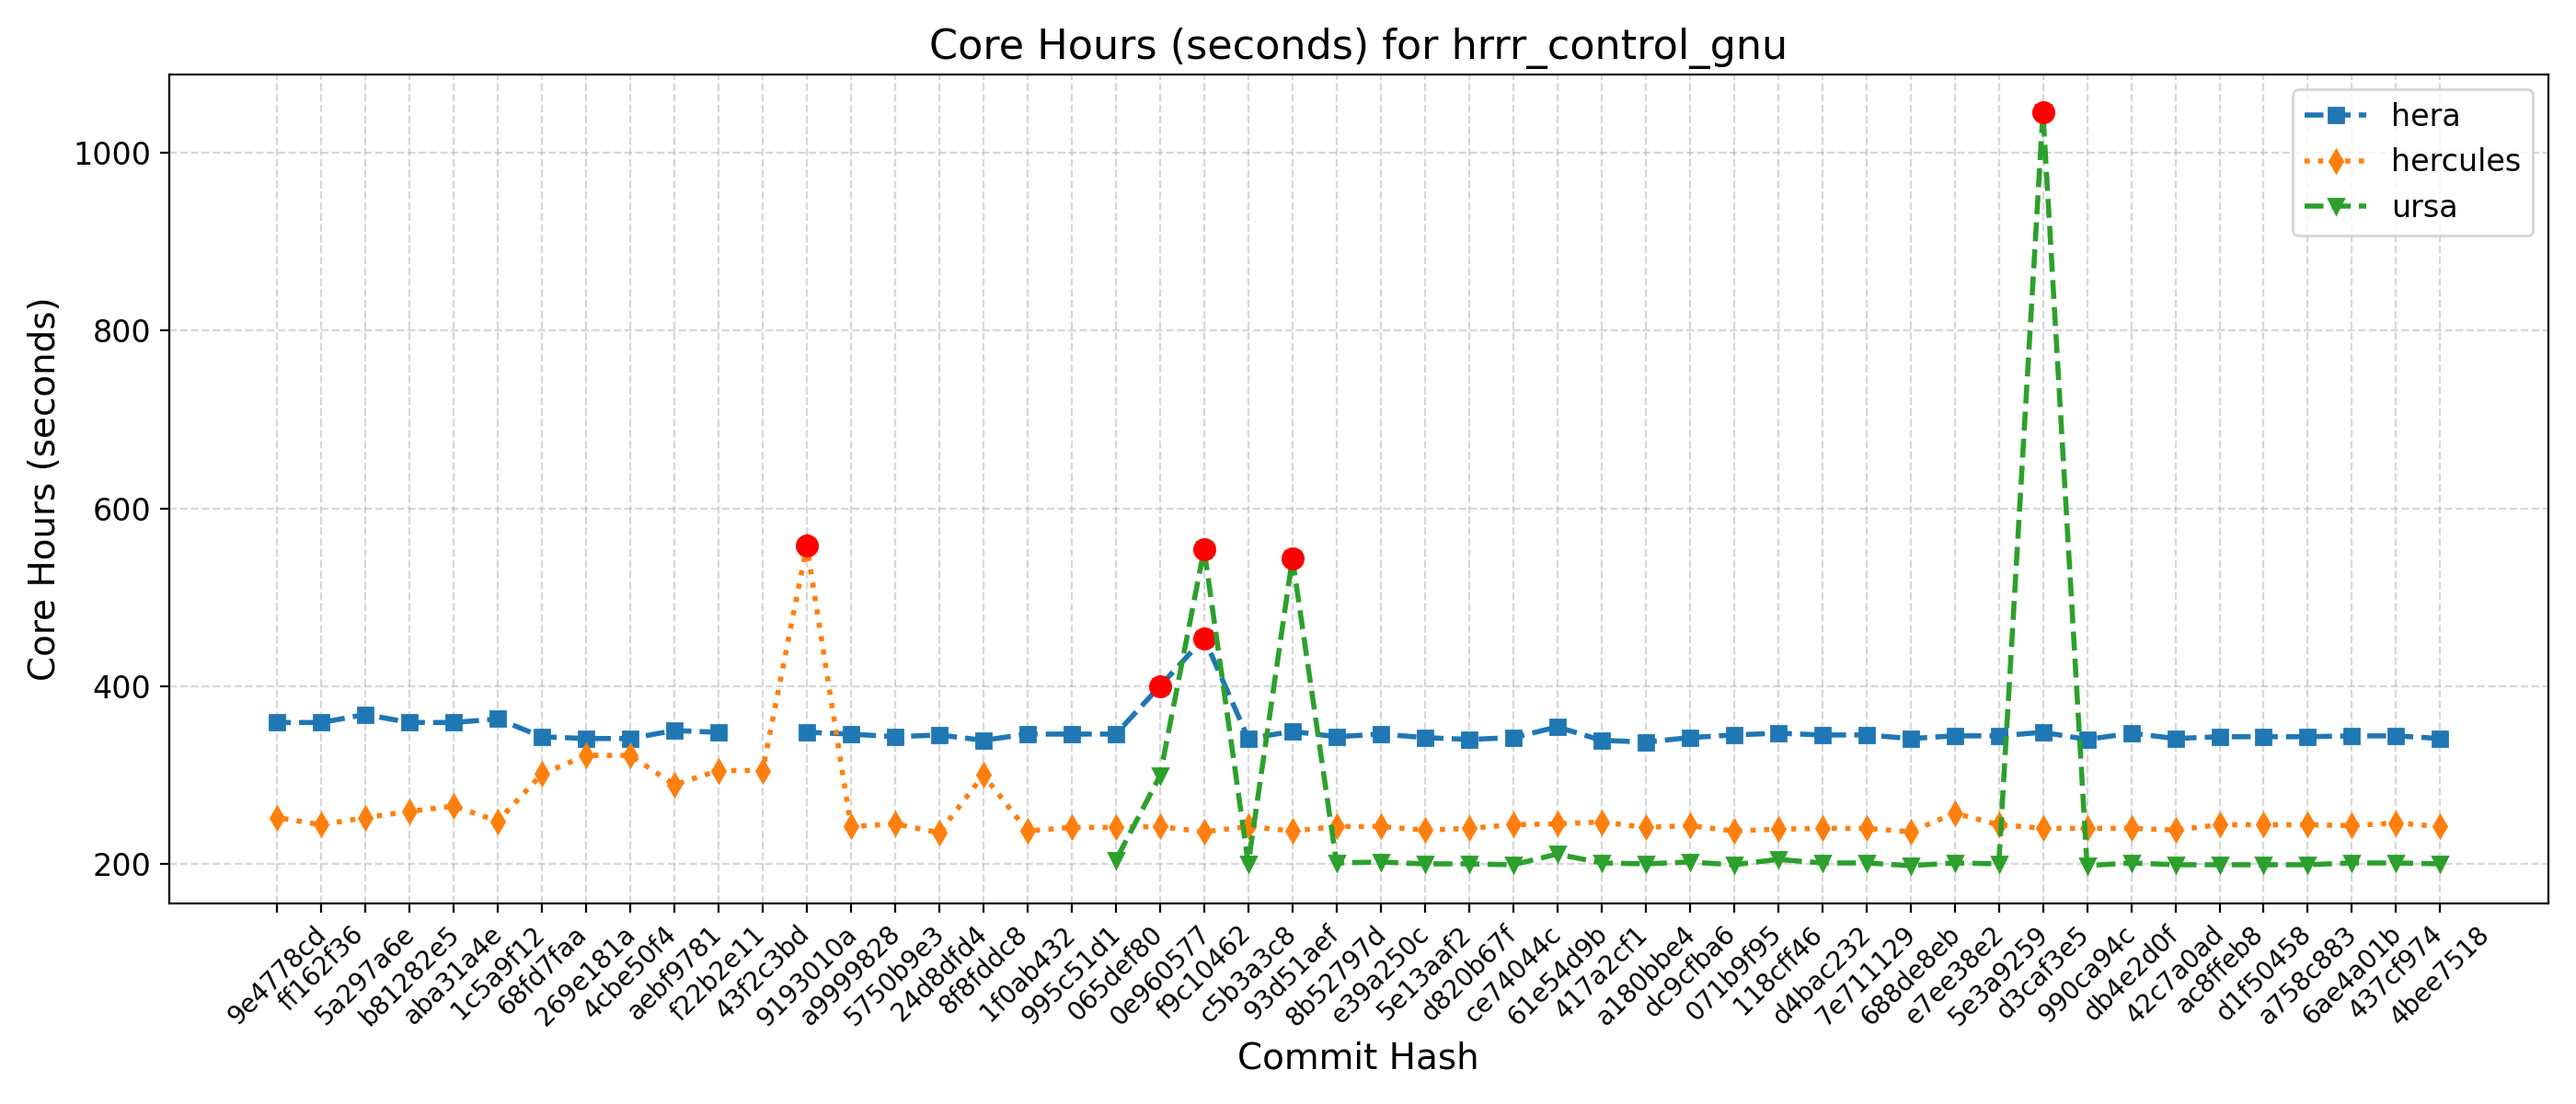 Core Hours (seconds) for hrrr_control_gnu
Core Hours (seconds)
1000
800
600
400
200
hera
hercules
ursa
9e4778cd
ff162f36
5a297a6e
b81282e5
aba31a4e
1c5a9f12
68fd7faa
269e181a
4cbe50f4
aebf9781
f22b2e11
43f2c3bd
9193010a
a9999828
5750b9e3
24d8dfd4
8f8fddc8
1f0ab432
995c51d1
065def80
0e960577
f9c10462
c5b3a3c8
93d51aef
8b52797d
e39a250c
5e13aaf2
d820b67f
ce74044c
61e54d9b
417a2cf1
a180bbe4
dc9cfba6
071b9f95
118cff46
d4bac232
7e711129
688de8eb
e7ee38e2
5e3a9259
d3caf3e5
990ca94c
db4e2d0f
42c7a0ad
ac8ffeb8
d1f50458
a758c883
6ae4a01b
437cf974
4bee7518
Commit Hash